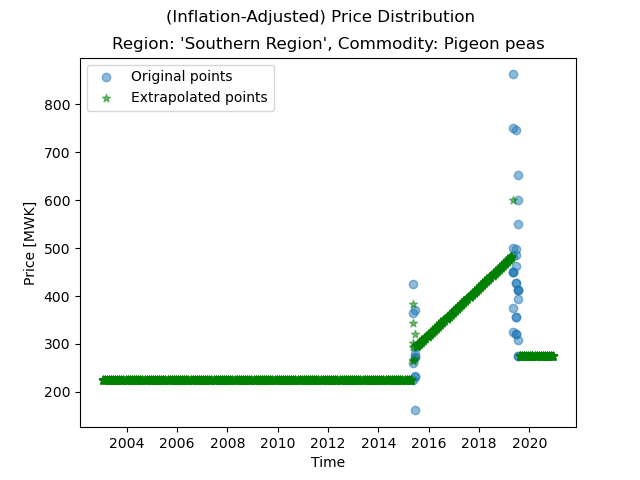 (Inflation-Adjusted) Price Distribution
Region: 'Southern Region', Commodity: Pigeon peas
Original points
Extrapolated points
800
700
600
500
400
300
200
Price [MWK]
2004 2006 2008 2010 2012 2014 2016 2018 2020
Time